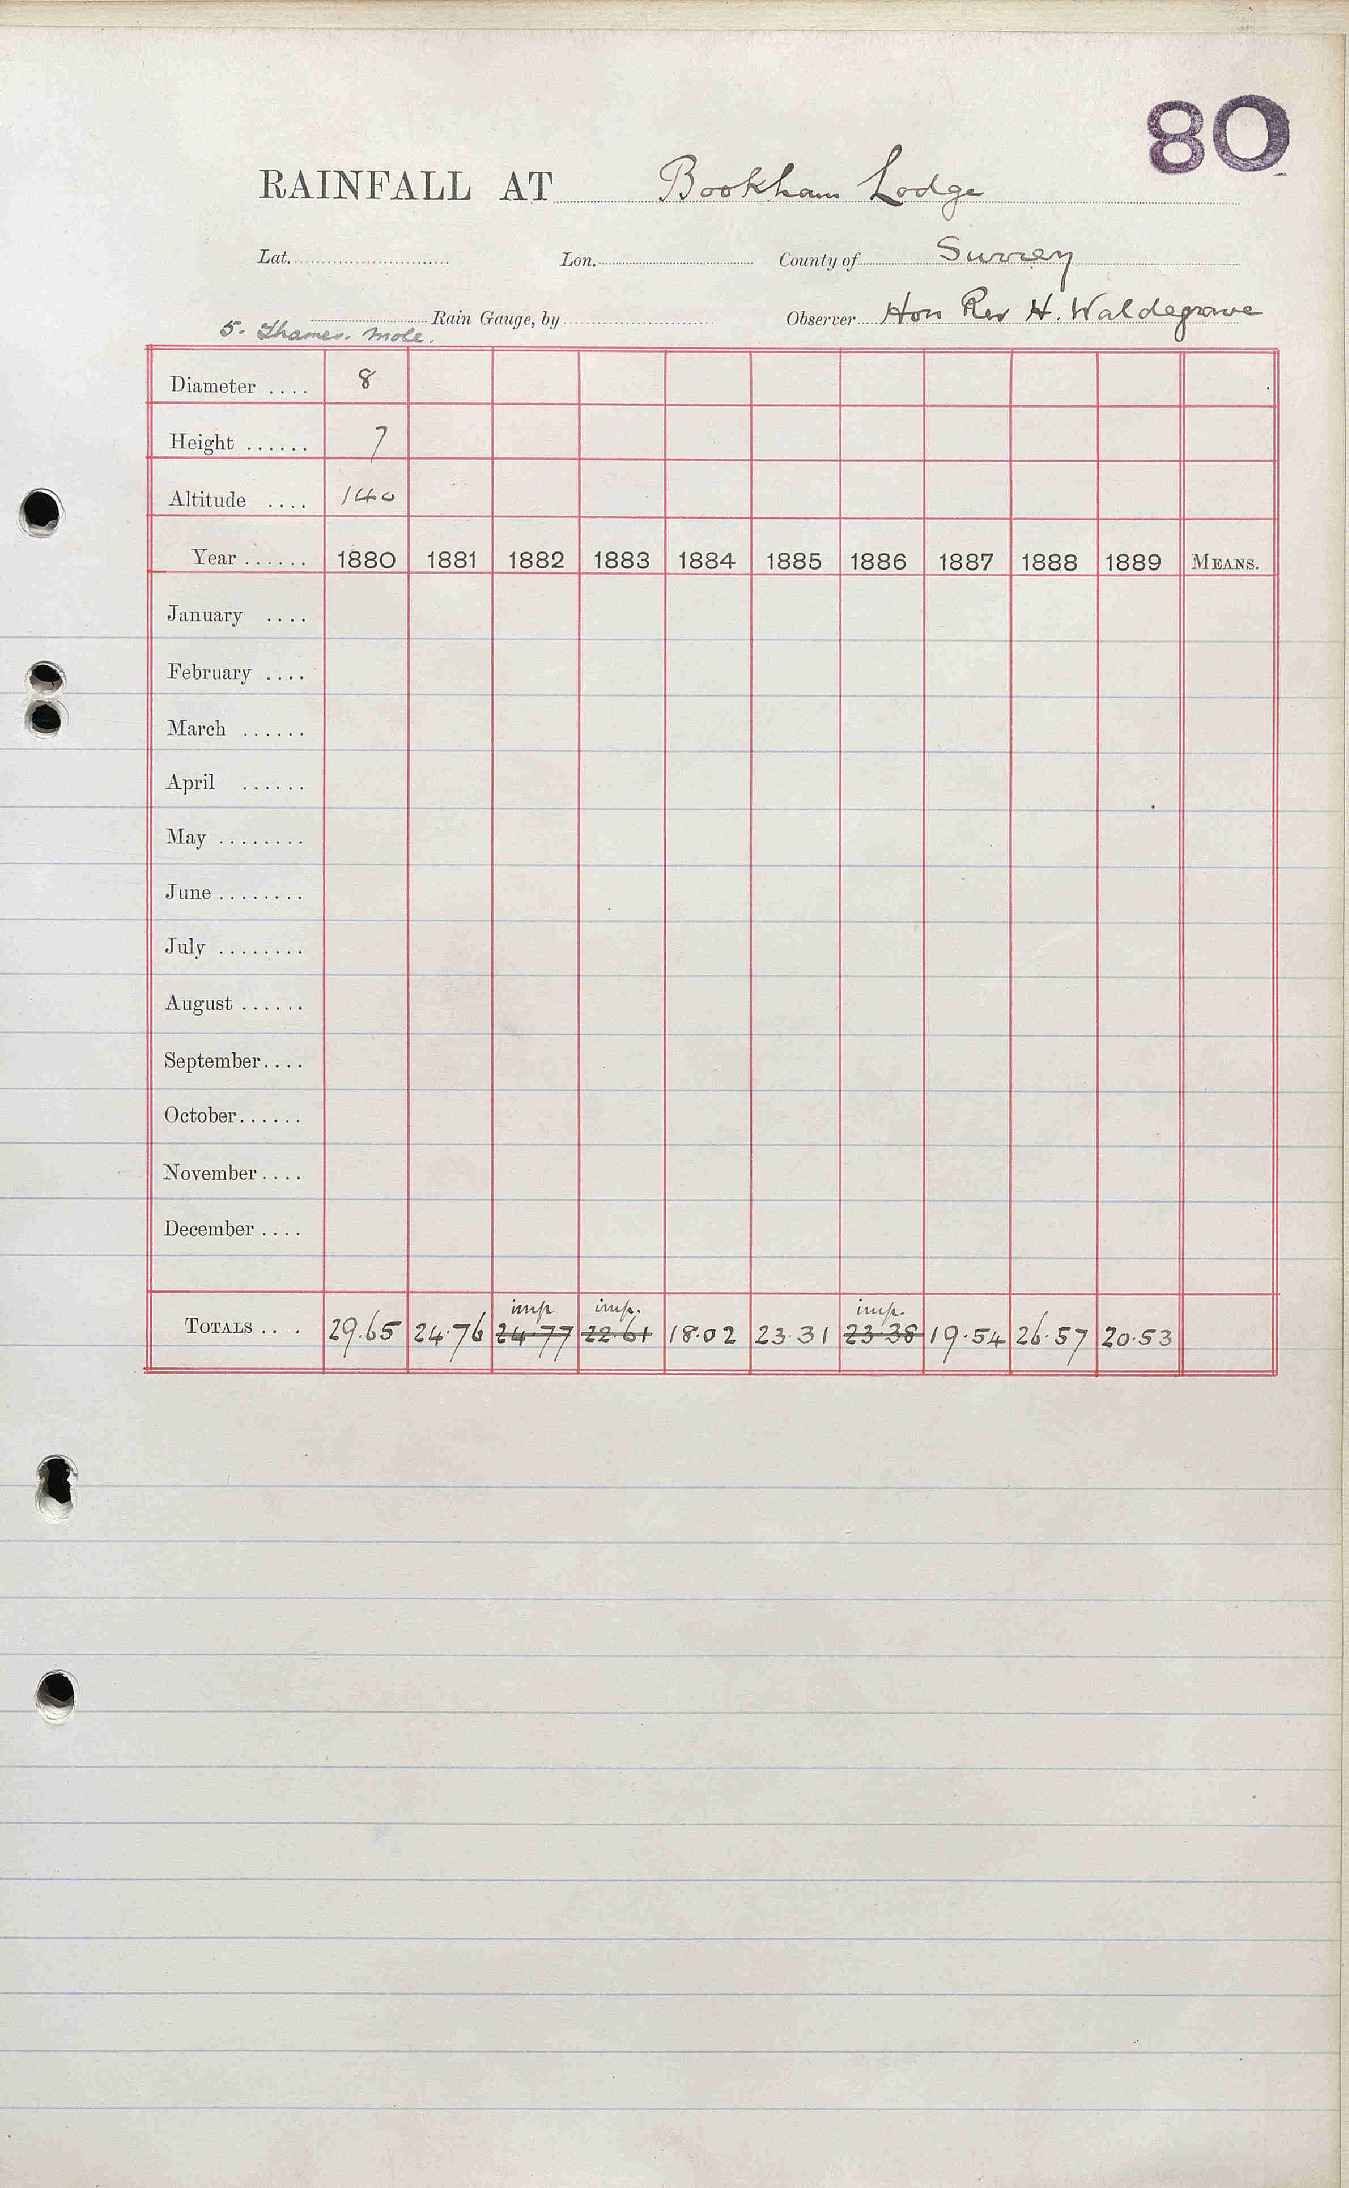 80
RAINFALL AT Bookham Lodge
Lat. Lon. County of Surrey
Rain Gauge, by Observer Hon Rev H. Waldegrave
5. Thames. Mole.
Diameter .... 8
Height ...... 7
Altitude .... 140
Year ...... 1880 1881 1882 1883 1884 1885 1886 1887 1888 1889 MEANS.
January ....
February ....
March ......
April ......
May ........
June ........
July ........
August ......
September ....
October ......
November ....
December ....
imp imp. imp.
TOTALS .... 29.65 24.76 24.77 22.61 18.02 23.31 23.38 19.54 26.57 20.53